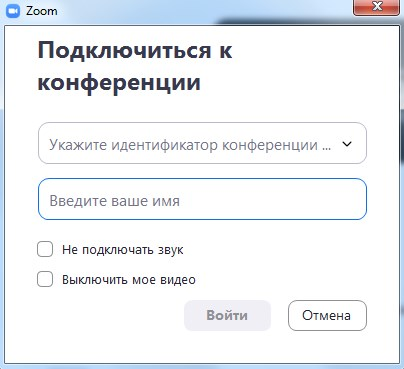 Zoom
Подключиться к
конференции
Укажите идентификатор конференции ...
Введите ваше имя
Не подключать звук
Выключить мое видео
Войти
Отмена